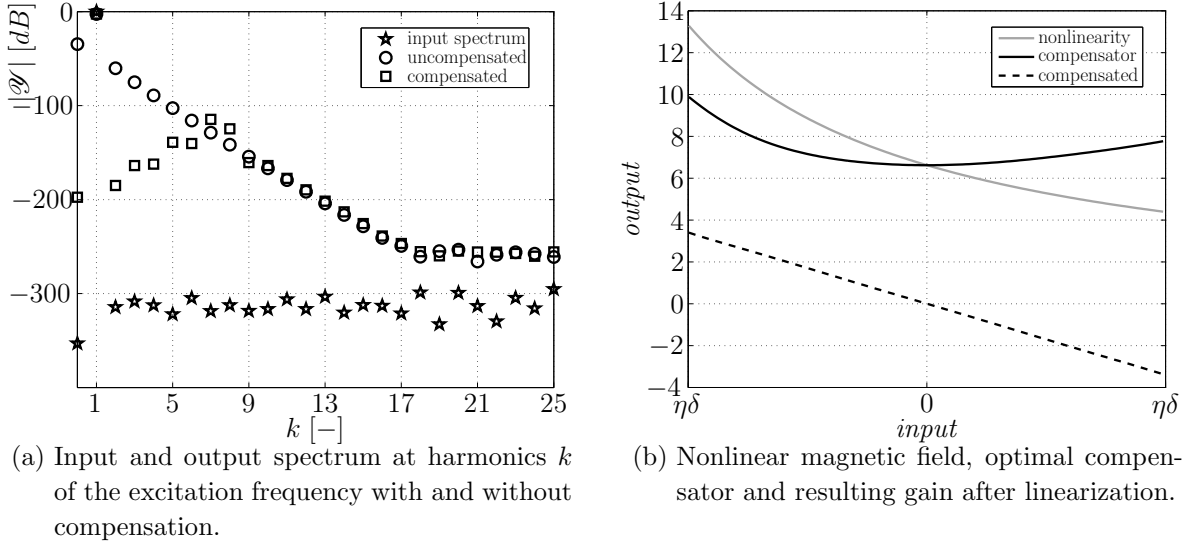 0
−100
−200
−300
|𝒴| [dB]
input spectrum
uncompensated
compensated
1 5 9 13 17 21 25
k [−]
(a) Input and output spectrum at harmonics k
of the excitation frequency with and without
compensation.
14
12
10
8
6
4
2
0
−2
−4
output
nonlinearity
compensator
compensated
ηδ 0 ηδ
input
(b) Nonlinear magnetic field, optimal compen-
sator and resulting gain after linearization.